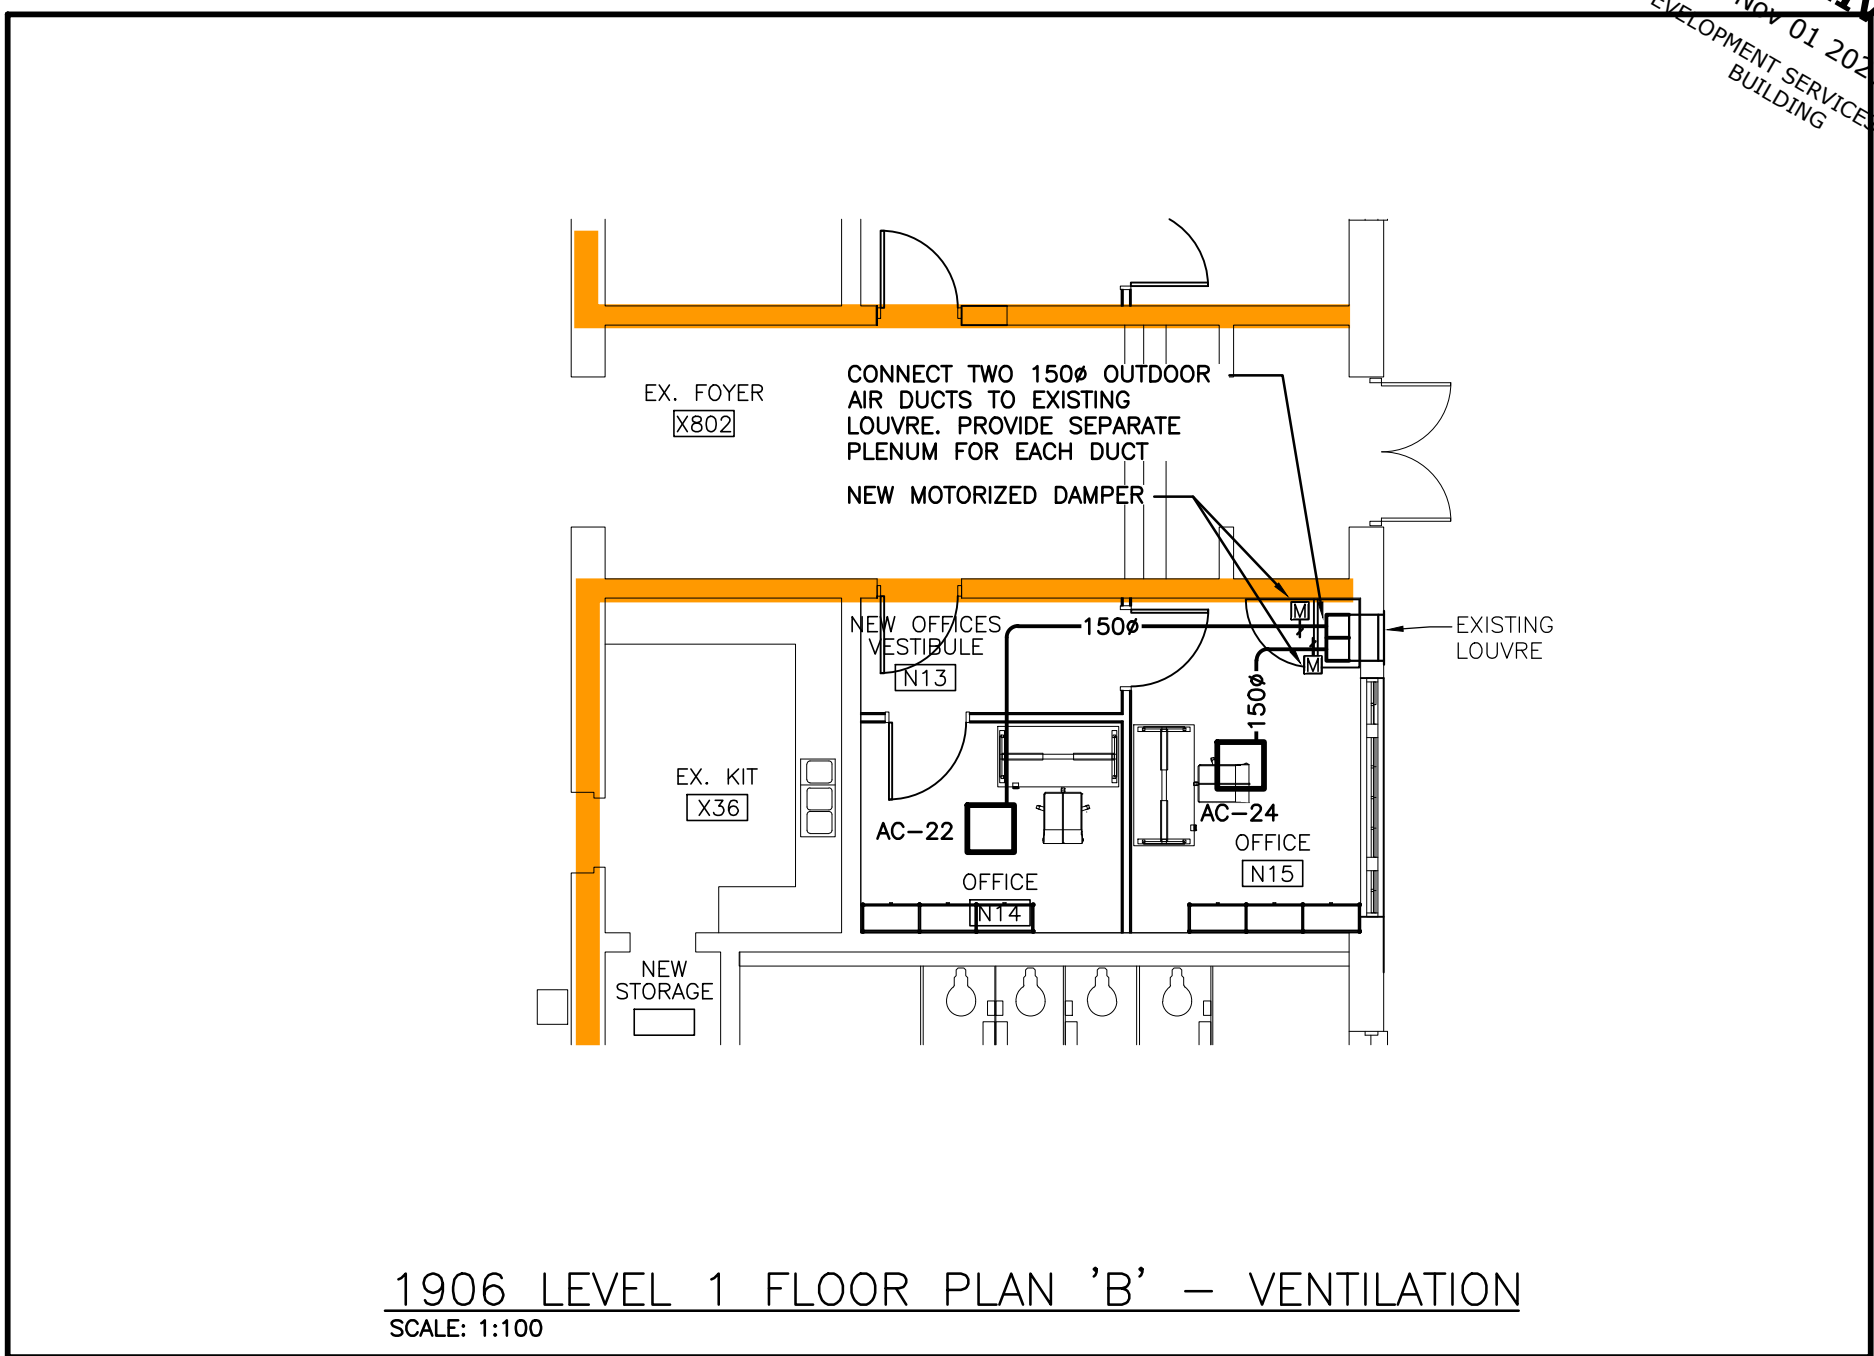 NOV 01 202
EVELOPMENT SERVICES
BUILDING
EX. FOYER
X802
CONNECT TWO 150ø OUTDOOR
AIR DUCTS TO EXISTING
LOUVRE. PROVIDE SEPARATE
PLENUM FOR EACH DUCT
NEW MOTORIZED DAMPER
M
M
150ø
150ø
EXISTING
LOUVRE
NEW OFFICES
VESTIBULE
N13
EX. KIT
X36
AC-22
AC-24
OFFICE
N15
OFFICE
N14
NEW
STORAGE
1906 LEVEL 1 FLOOR PLAN 'B' - VENTILATION
SCALE: 1:100